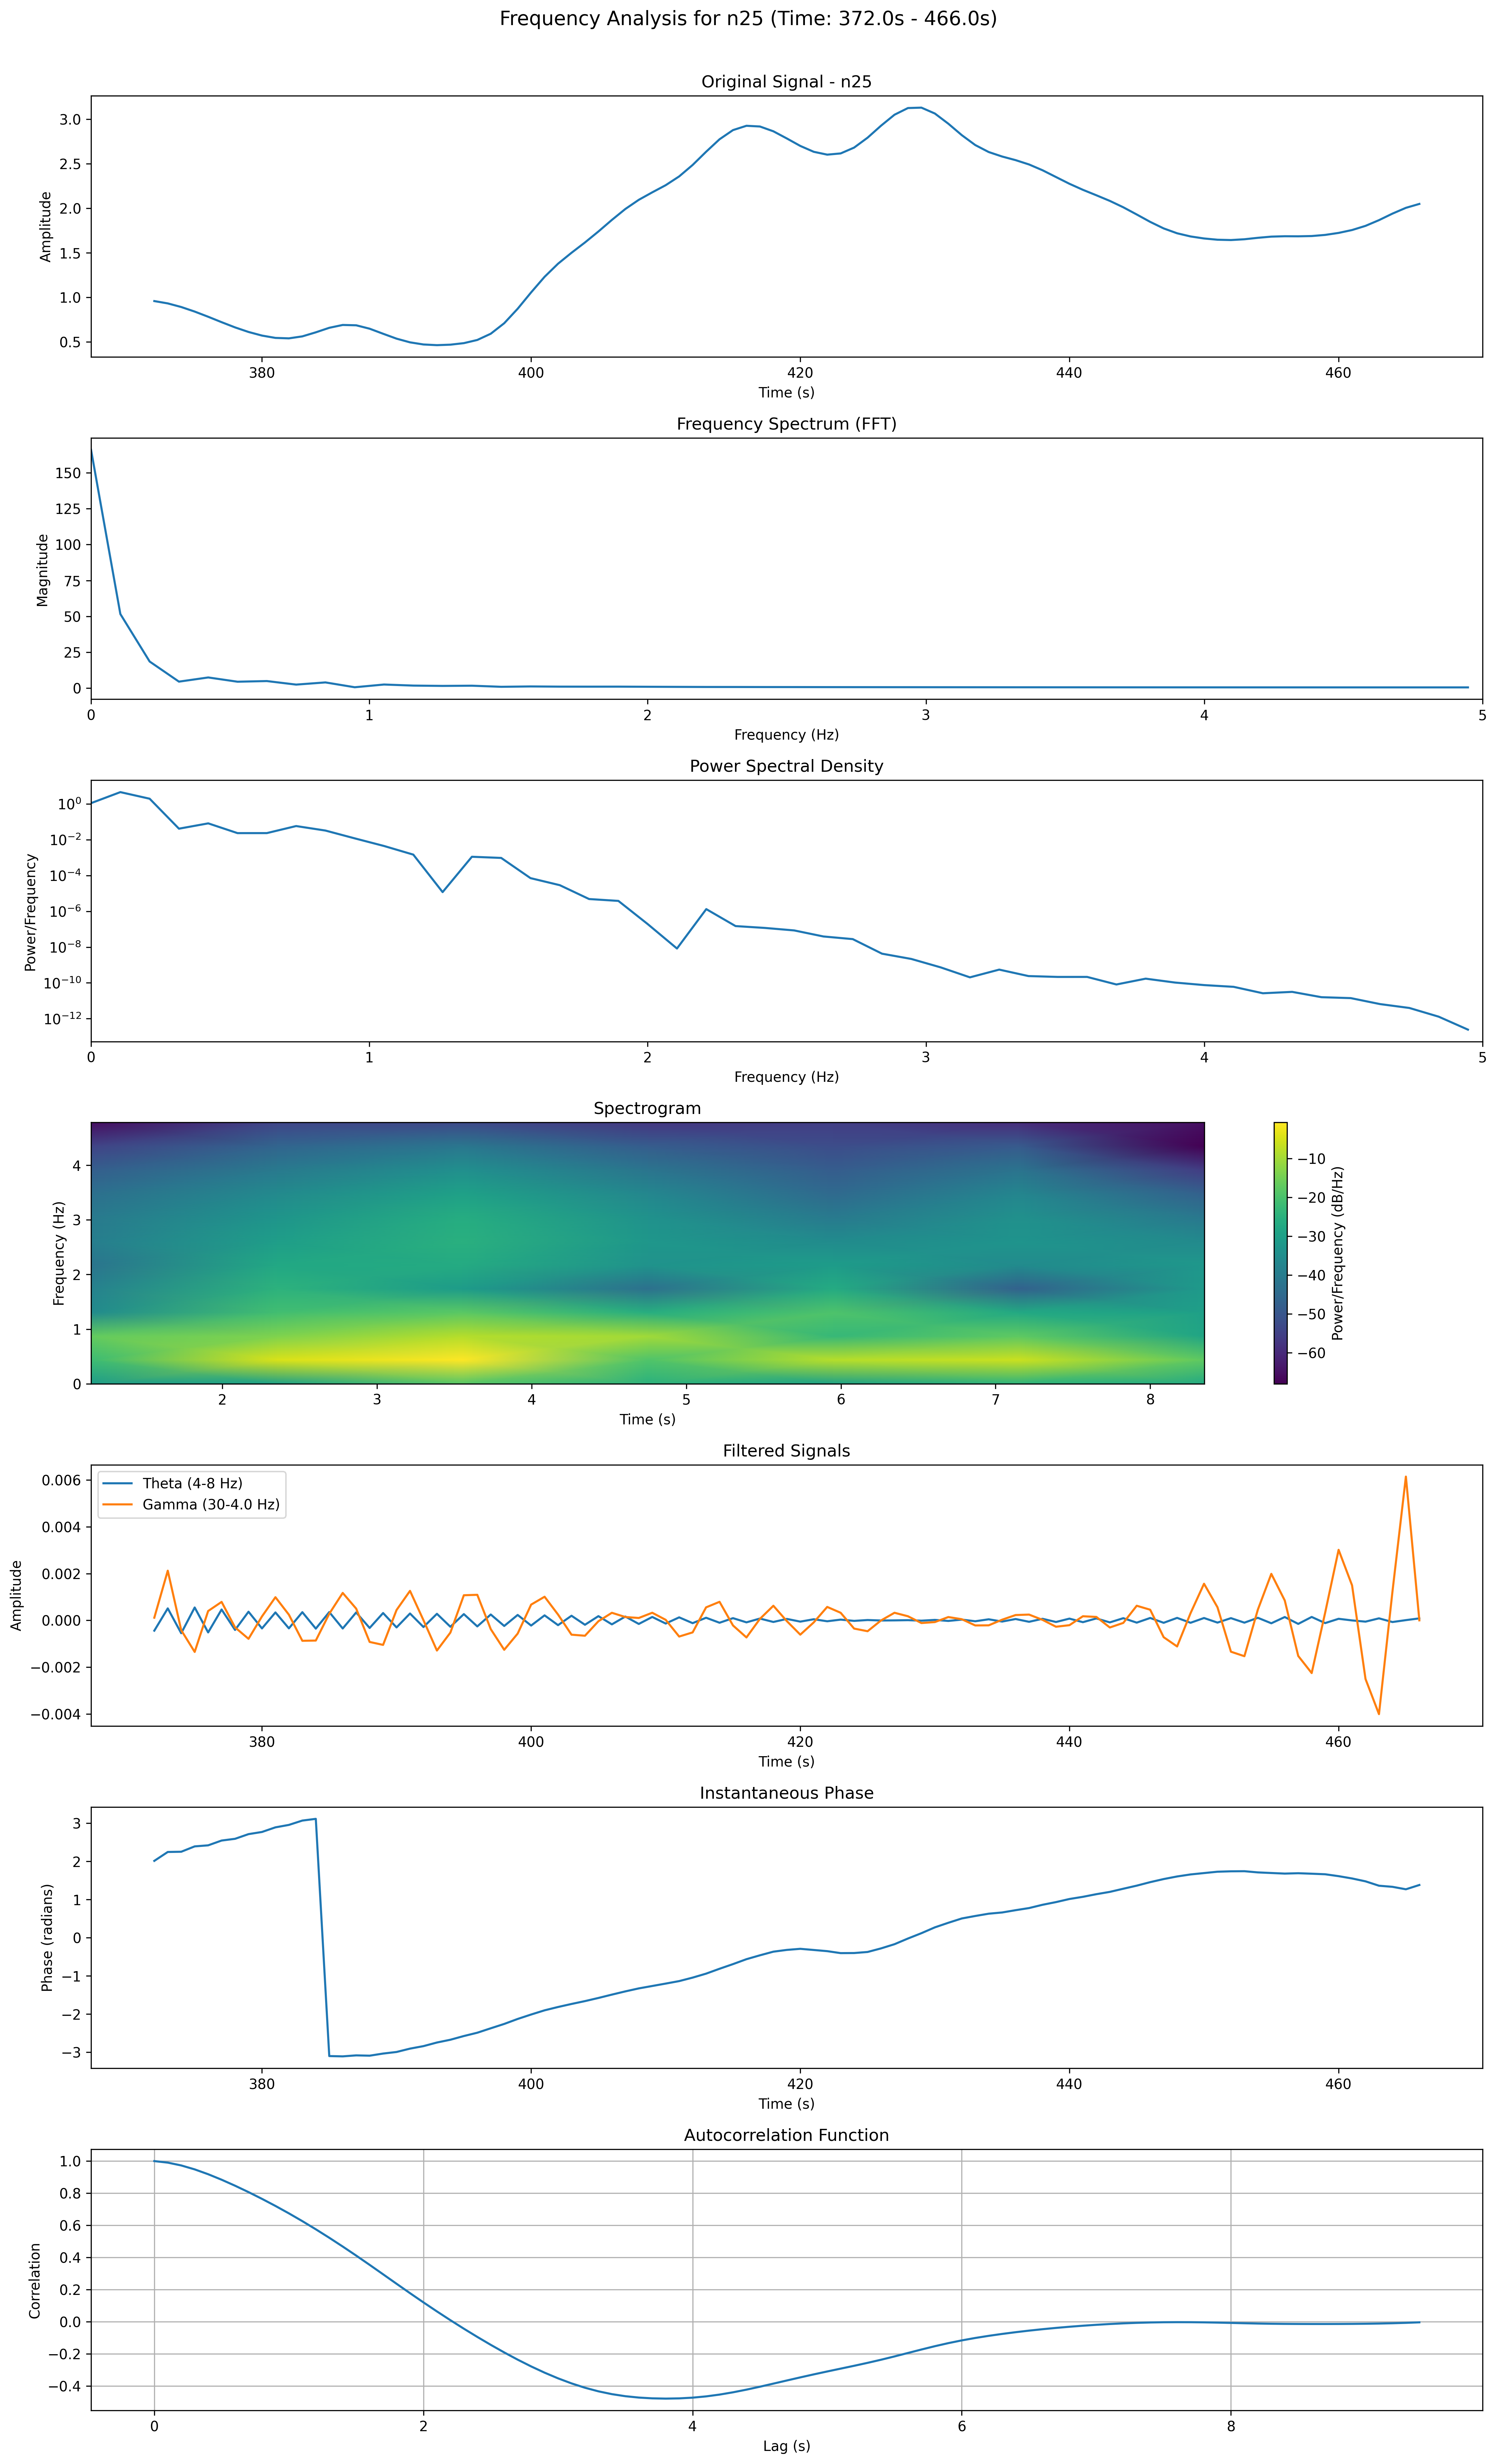 Frequency Analysis for n25 (Time: 372.0s - 466.0s)
Original Signal - n25
Amplitude
3.0
2.5
2.0
1.5
1.0
0.5
380 400 420 440 460
Time (s)
Frequency Spectrum (FFT)
Magnitude
150
125
100
75
50
25
0
0 1 2 3 4 5
Frequency (Hz)
Power Spectral Density
Power/Frequency
10⁰
10⁻²
10⁻⁴
10⁻⁶
10⁻⁸
10⁻¹⁰
10⁻¹²
0 1 2 3 4 5
Frequency (Hz)
Spectrogram
Frequency (Hz)
4
3
2
1
0
2 3 4 5 6 7 8
Time (s)
−10
−20
−30
−40
−50
−60
Power/Frequency (dB/Hz)
Filtered Signals
Theta (4-8 Hz)
Gamma (30-4.0 Hz)
Amplitude
0.006
0.004
0.002
0.000
−0.002
−0.004
380 400 420 440 460
Time (s)
Instantaneous Phase
Phase (radians)
3
2
1
0
−1
−2
−3
380 400 420 440 460
Time (s)
Autocorrelation Function
Correlation
1.0
0.8
0.6
0.4
0.2
0.0
−0.2
−0.4
0 2 4 6 8
Lag (s)